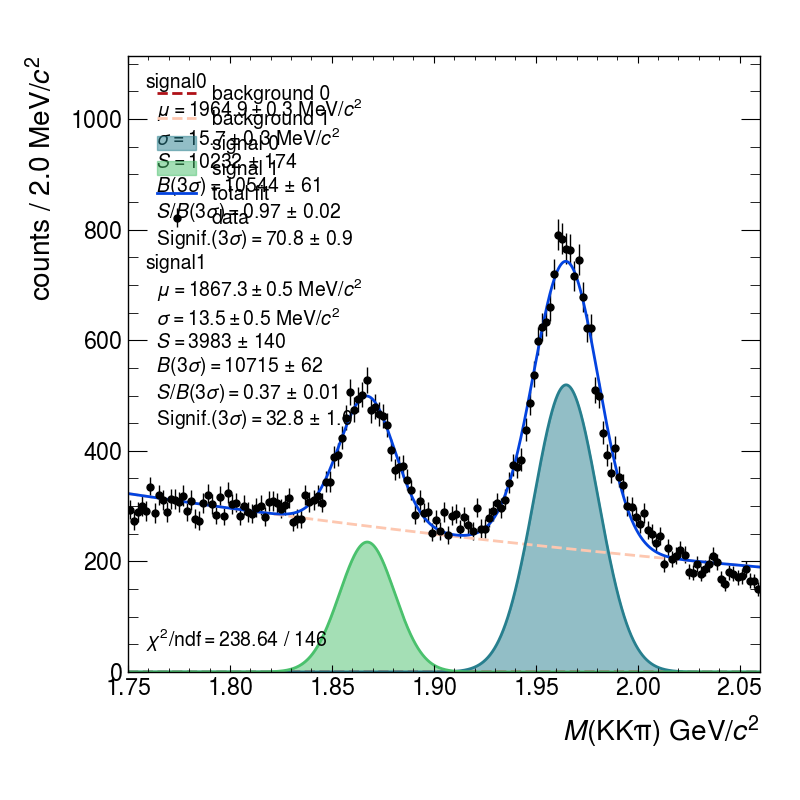 counts / 2.0 MeV/c²
1000
800
600
400
200
0
signal0
μ = 1964.9 ± 0.3 MeV/c²
σ = 15.7 ± 0.3 MeV/c²
S = 10232 ± 174
B(3σ) = 10544 ± 61
S/B(3σ) = 0.97 ± 0.02
Signif.(3σ) = 70.8 ± 0.9
background 0
background 1
signal 0
signal 1
total fit
data
signal1
μ = 1867.3 ± 0.5 MeV/c²
σ = 13.5 ± 0.5 MeV/c²
S = 3983 ± 140
B(3σ) = 10715 ± 62
S/B(3σ) = 0.37 ± 0.01
Signif.(3σ) = 32.8 ± 1.
χ²/ndf = 238.64 / 146
1.75 1.80 1.85 1.90 1.95 2.00 2.05
M(KKπ) GeV/c²